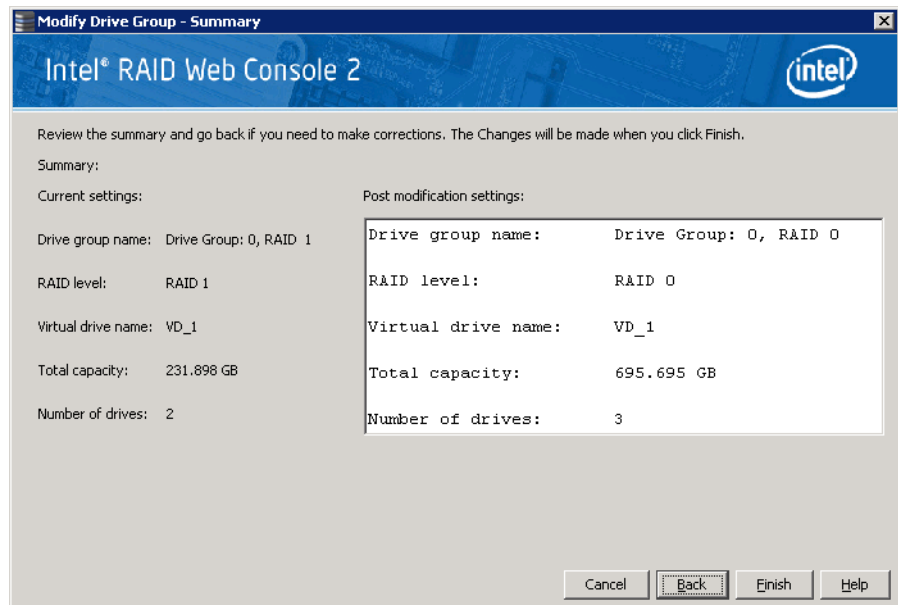 Modify Drive Group - Summary
Intel® RAID Web Console 2
intel
Review the summary and go back if you need to make corrections. The Changes will be made when you click Finish.
Summary:
Current settings:
Drive group name: Drive Group: 0, RAID 1
RAID level: RAID 1
Virtual drive name: VD_1
Total capacity: 231.898 GB
Number of drives: 2
Post modification settings:
Drive group name: Drive Group: 0, RAID 0
RAID level: RAID 0
Virtual drive name: VD_1
Total capacity: 695.695 GB
Number of drives: 3
Cancel Back Finish Help